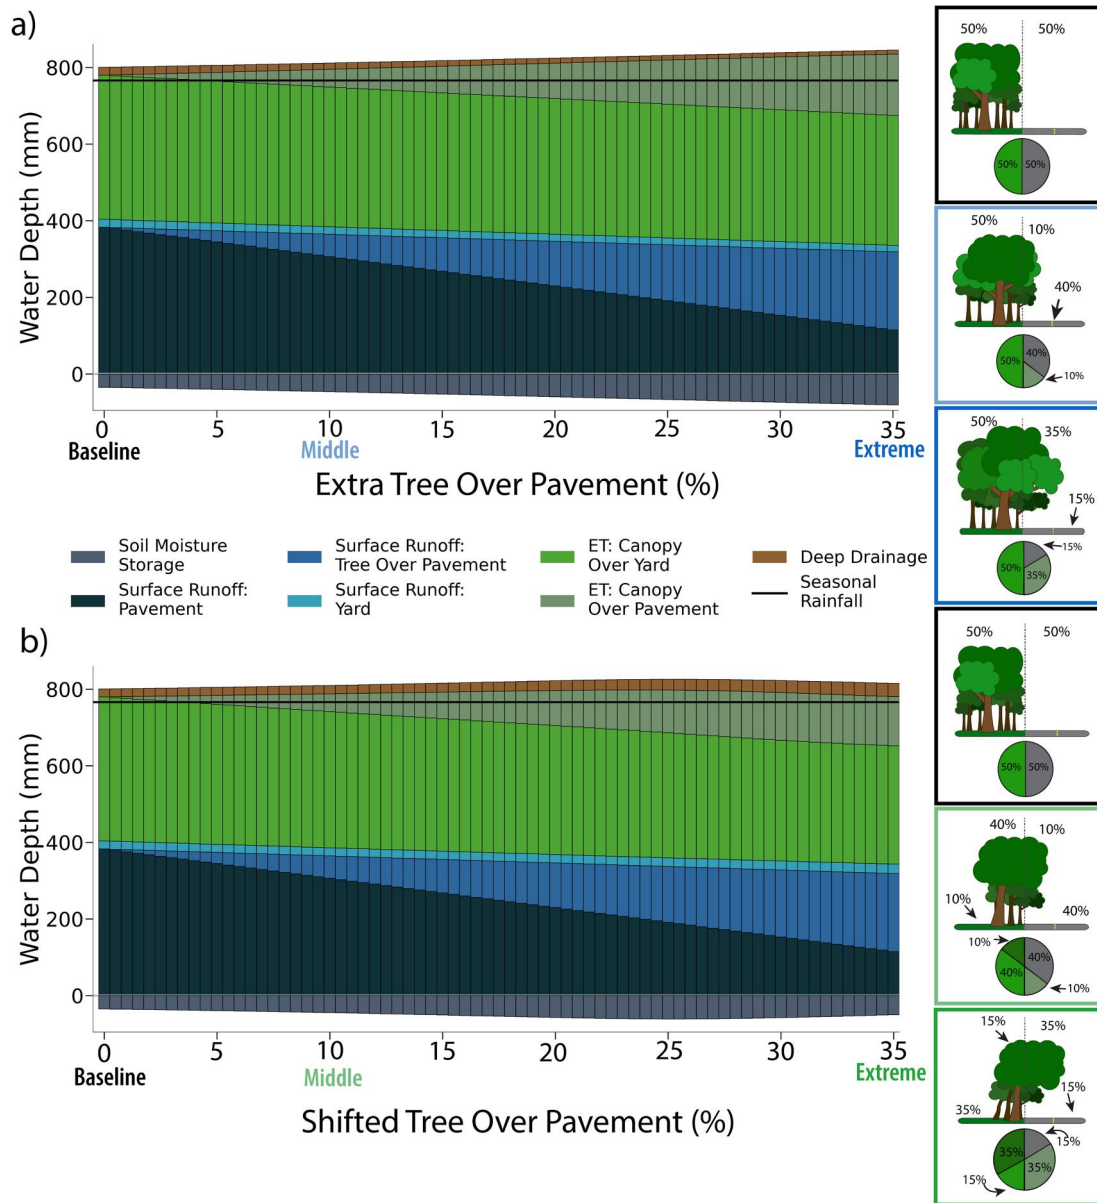 a)
800
600
400
200
0
Water Depth (mm)
0 5 10 15 20 25 30 35
Baseline Middle Extreme
Extra Tree Over Pavement (%)
Soil Moisture
Storage
Surface Runoff:
Pavement
Surface Runoff:
Tree Over Pavement
Surface Runoff:
Yard
ET: Canopy
Over Yard
ET: Canopy
Over Pavement
Deep Drainage
Seasonal
Rainfall
b)
800
600
400
200
0
Water Depth (mm)
0 5 10 15 20 25 30 35
Baseline Middle Extreme
Shifted Tree Over Pavement (%)
50% 50%
50% 50%
50% 10%
40%
50% 40%
10%
50% 35%
15%
15%
50% 35%
50% 50%
50% 50%
40% 10%
10% 40%
10%
40% 40%
10%
15% 35%
35% 15%
15%
35% 35%
15%